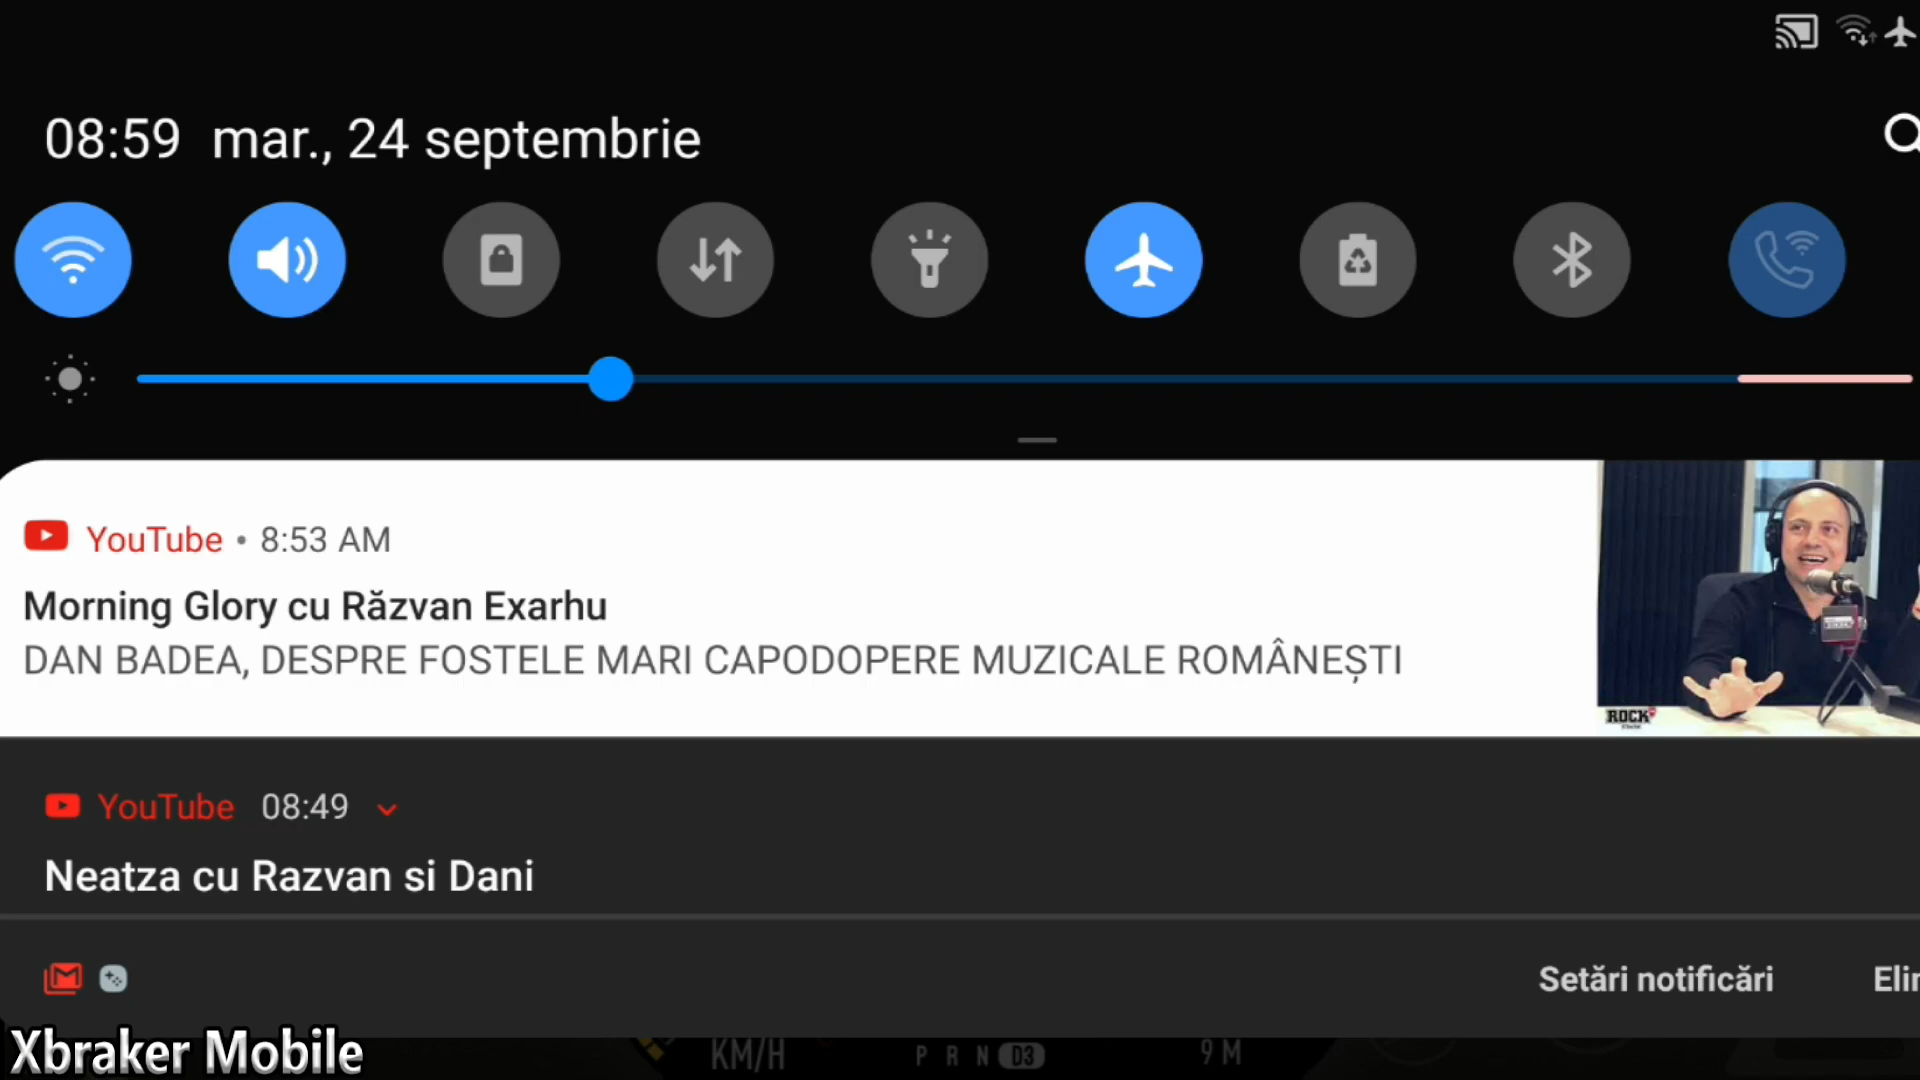 08:59 mar., 24 septembrie
YouTube • 8:53 AM
Morning Glory cu Răzvan Exarhu
DAN BADEA, DESPRE FOSTELE MARI CAPODOPERE MUZICALE ROMÂNEȘTI
ROCK
YouTube 08:49
Neatza cu Razvan si Dani
Setări notificări
Xbraker Mobile
KM/H P R N D3 9 M